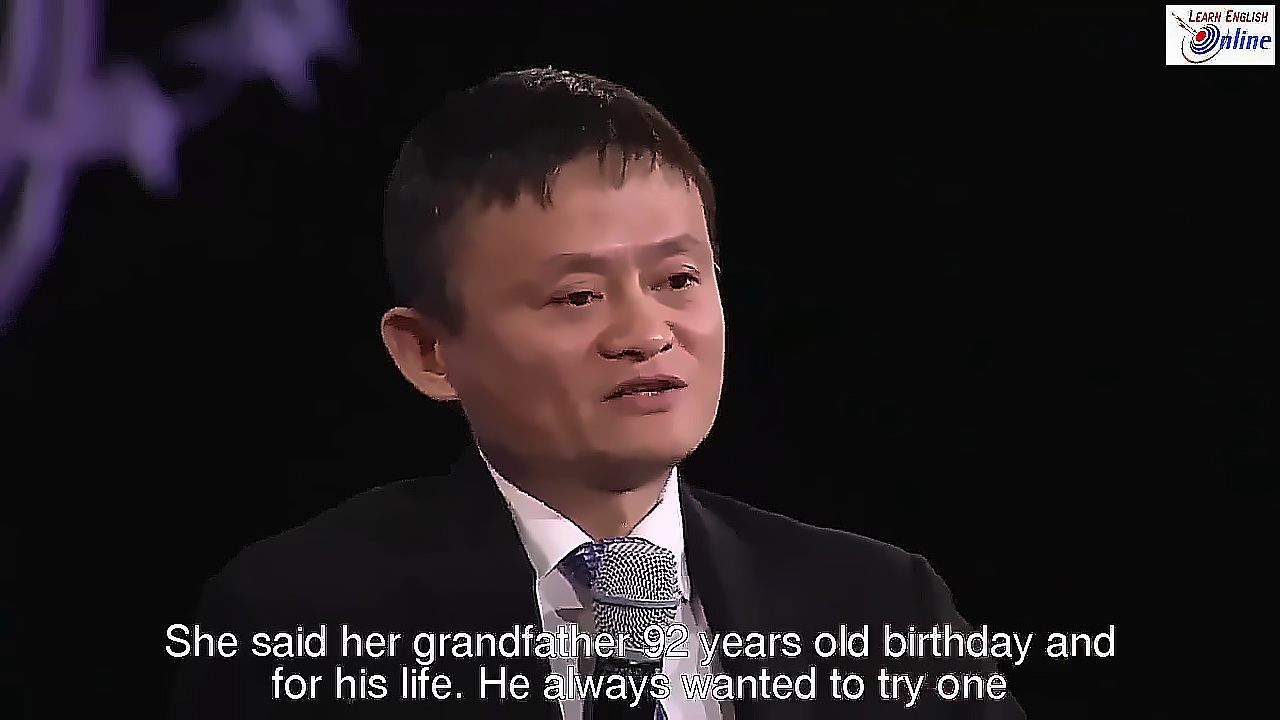 LEARN ENGLISH
Online
She said her grandfather 92 years old birthday and
for his life. He always wanted to try one